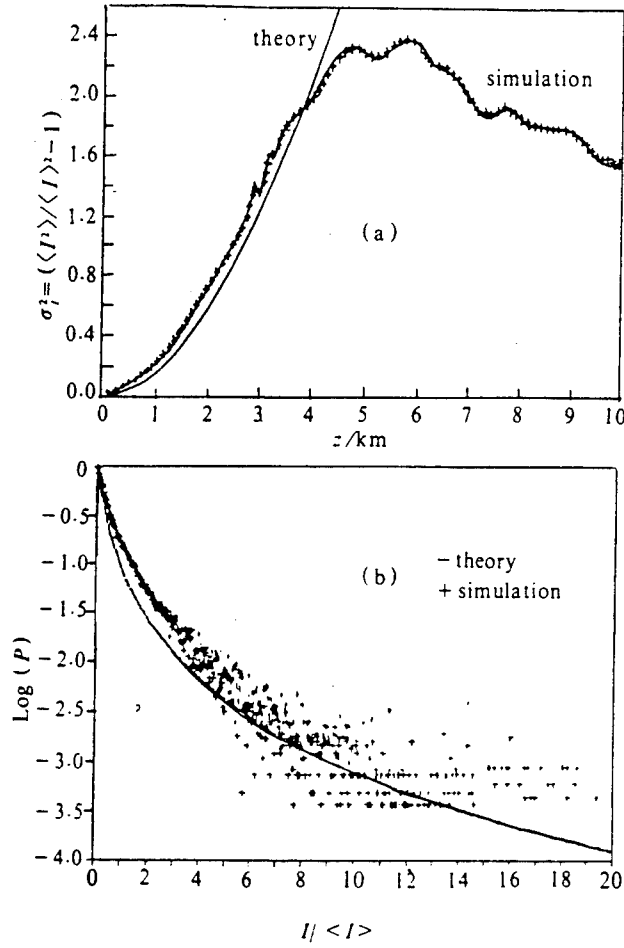 2.4
2.0
1.6
1.2
0.8
0.4
0.0
σ²_I=(⟨I²⟩/⟨I⟩²−1)
theory
simulation
(a)
0 1 2 3 4 5 6 7 8 9 10
z/km
0
−0.5
−1.0
−1.5
−2.0
−2.5
−3.0
−3.5
−4.0
Log (P)
(b)
− theory
+ simulation
0 2 4 6 8 10 12 14 16 18 20
I/<I>